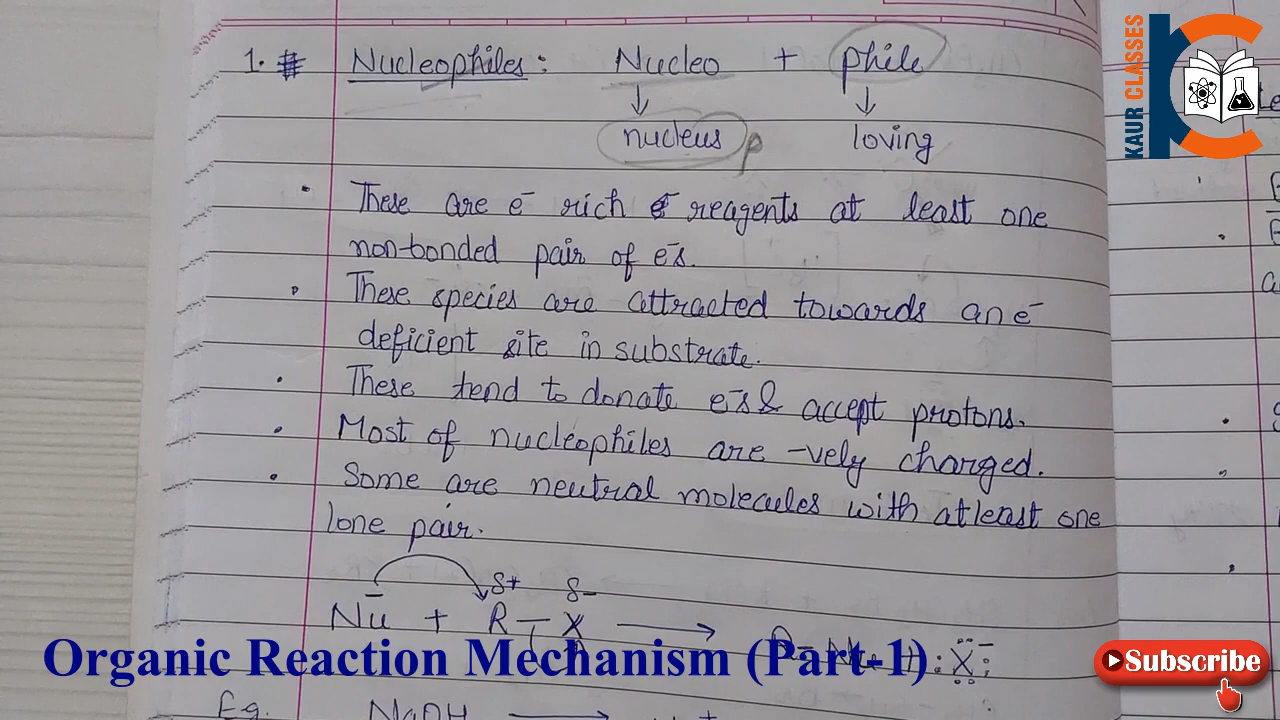 KAUR CLASSES
1. # Nucleophiles : Nucleo + phile
↓ ↓
nucleus p loving
• These are e⁻ rich reagents at least one
non-bonded pair of e⁻s.
• These species are attracted towards an e⁻
deficient site in substrate.
• These tend to donate e⁻s & accept protons.
• Most of nucleophiles are -vely charged.
• Some are neutral molecules with atleast one
lone pair.
δ+ δ-
Nu⁻ + R - X ⟶ :Ẍ:⁻
Organic Reaction Mechanism (Part-1)
Subscribe
Eg. NaOH ⟶